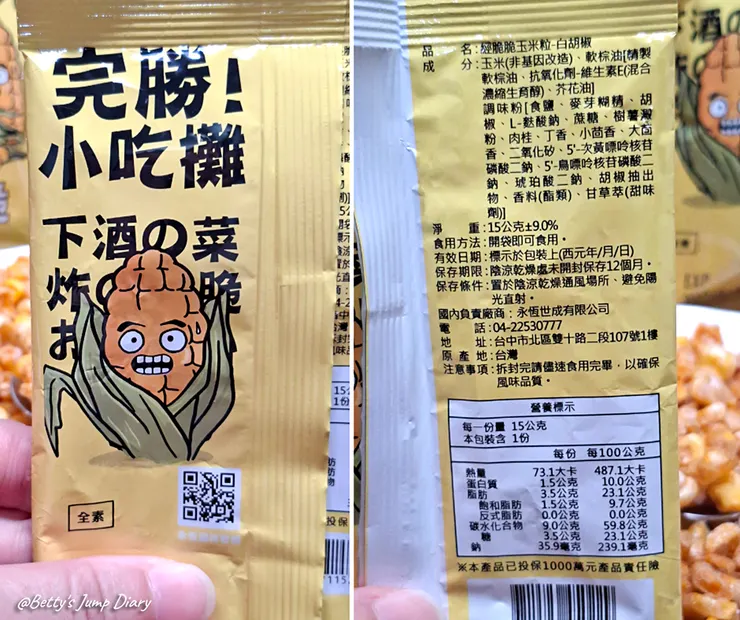 完勝!
小吃攤
下酒の菜
炸の脆
お
全素
@Betty's Jump Diary
品名:經脆脆玉米粒-白胡椒
成分:玉米(非基因改造)、軟棕油[精製
軟棕油、抗氧化劑-維生素E(混合
濃縮生育醇)、芥花油]
調味粉[食鹽、麥芽糊精、胡
椒、L-麩酸鈉、蔗糖、樹薯澱
粉、肉桂、丁香、小茴香、大茴
香、二氧化矽、5'-次黃嘌呤核苷
磷酸二鈉、5'-鳥嘌呤核苷磷酸二
鈉、琥珀酸二鈉、胡椒抽出
物、香料(酯類)、甘草萃(甜味
劑)]
淨重:15公克±9.0%
食用方法:開袋即可食用。
有效日期:標示於包裝上(西元年/月/日)
保存期限:陰涼乾燥處未開封保存12個月。
保存條件:置於陰涼乾燥通風場所、避免陽
光直射。
國內負責廠商:永恆世成有限公司
電話:04-22530777
地址:台中市北區雙十路二段107號1樓
原產地:台灣
注意事項:拆封完請儘速食用完畢,以確保
風味品質。
營養標示
每一份量 15公克
本包裝含 1份
每份 每100公克
熱量 73.1大卡 487.1大卡
蛋白質 1.5公克 10.0公克
脂肪 3.5公克 23.1公克
飽和脂肪 1.5公克 9.7公克
反式脂肪 0.0公克 0.0公克
碳水化合物 9.0公克 59.8公克
糖 3.5公克 23.1公克
鈉 35.9毫克 239.1毫克
※本產品已投保1000萬元產品責任險